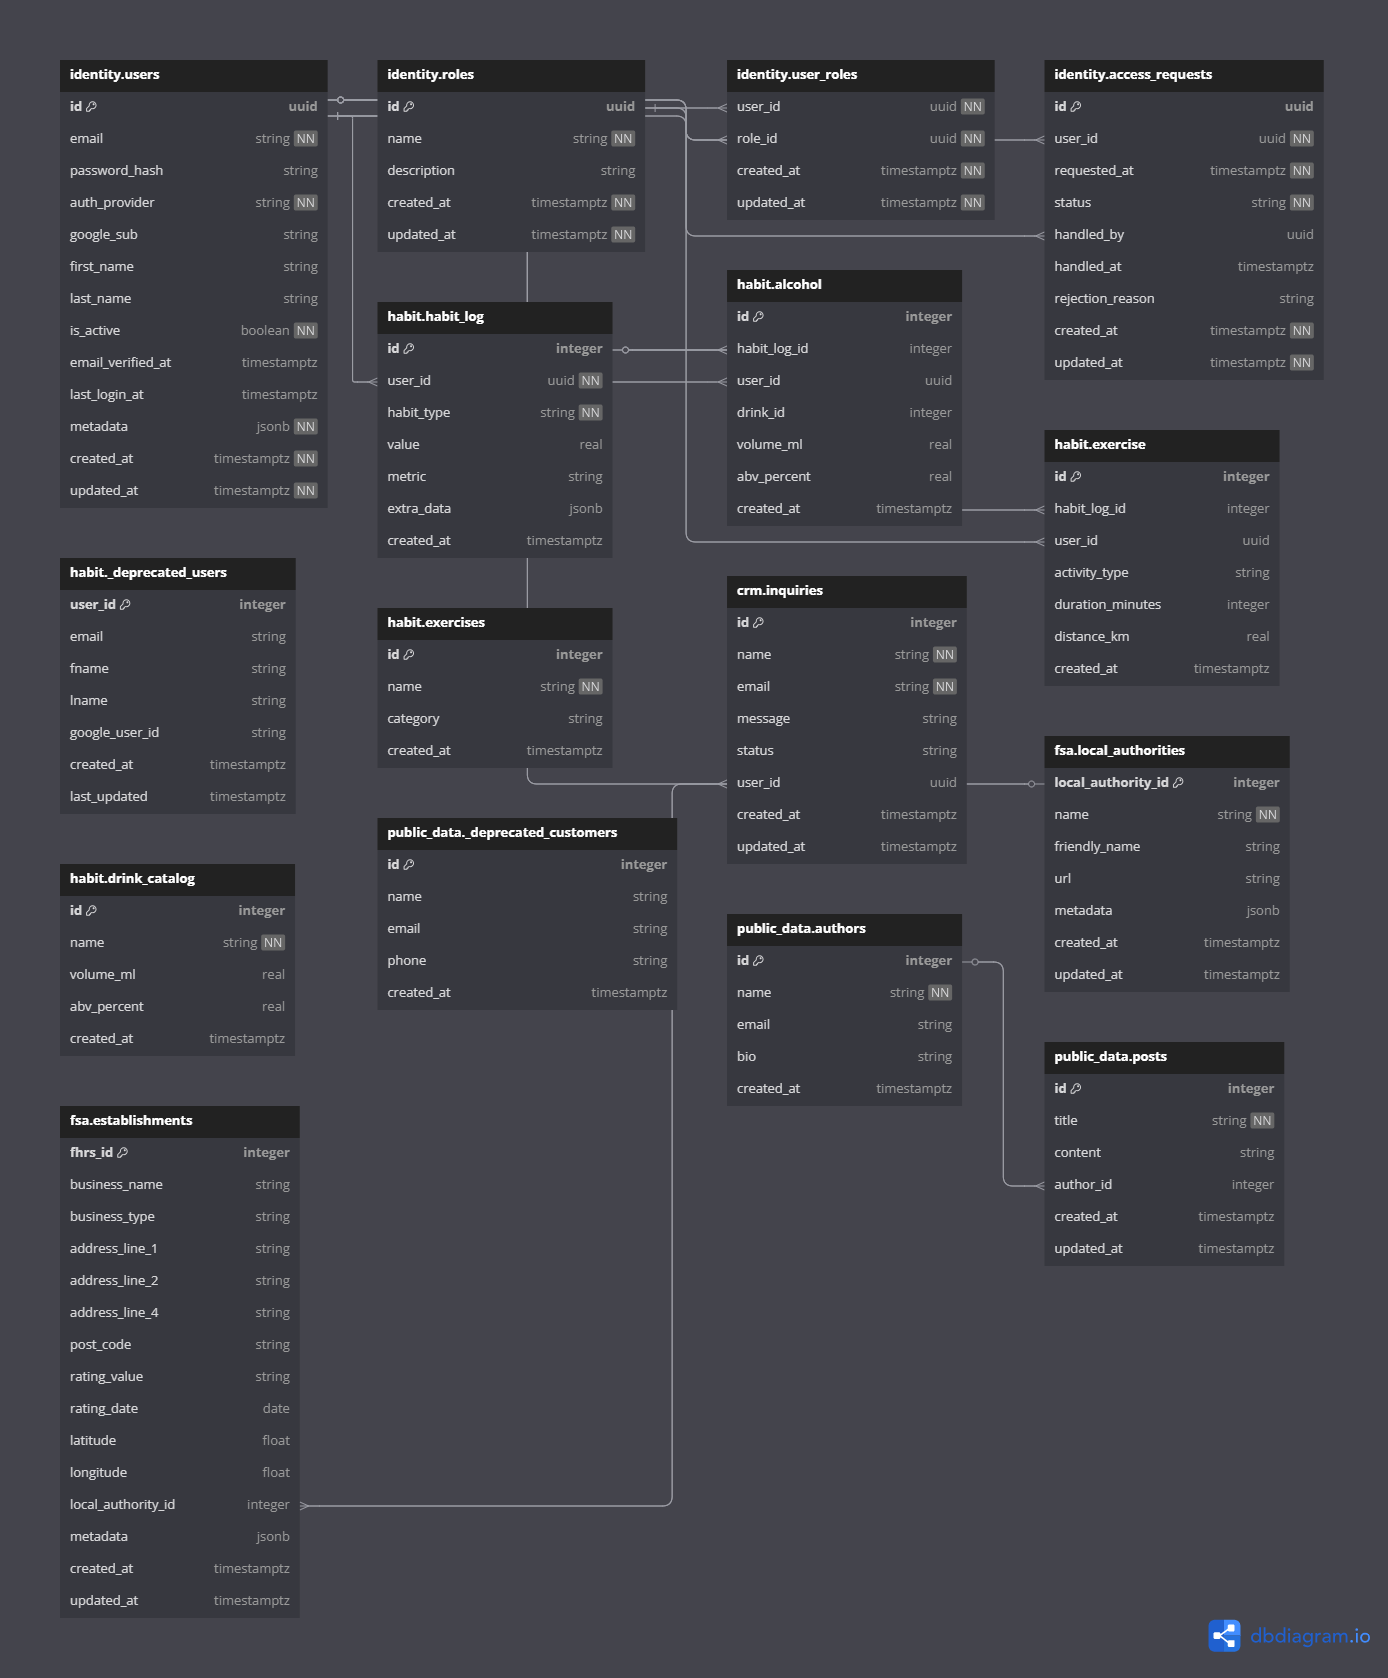 identity.users
id uuid
email string NN
password_hash string
auth_provider string NN
google_sub string
first_name string
last_name string
is_active boolean NN
email_verified_at timestamptz
last_login_at timestamptz
metadata jsonb NN
created_at timestamptz NN
updated_at timestamptz NN
identity.roles
id uuid
name string NN
description string
created_at timestamptz NN
updated_at timestamptz NN
identity.user_roles
user_id uuid NN
role_id uuid NN
created_at timestamptz NN
updated_at timestamptz NN
identity.access_requests
id uuid
user_id uuid NN
requested_at timestamptz NN
status string NN
handled_by uuid
handled_at timestamptz
rejection_reason string
created_at timestamptz NN
updated_at timestamptz NN
habit.habit_log
id integer
user_id uuid NN
habit_type string NN
value real
metric string
extra_data jsonb
created_at timestamptz
habit.alcohol
id integer
habit_log_id integer
user_id uuid
drink_id integer
volume_ml real
abv_percent real
created_at timestamptz
habit.exercise
id integer
habit_log_id integer
user_id uuid
activity_type string
duration_minutes integer
distance_km real
created_at timestamptz
habit._deprecated_users
user_id integer
email string
fname string
lname string
google_user_id string
created_at timestamptz
last_updated timestamptz
habit.exercises
id integer
name string NN
category string
created_at timestamptz
crm.inquiries
id integer
name string NN
email string NN
message string
status string
user_id uuid
created_at timestamptz
updated_at timestamptz
fsa.local_authorities
local_authority_id integer
name string NN
friendly_name string
url string
metadata jsonb
created_at timestamptz
updated_at timestamptz
habit.drink_catalog
id integer
name string NN
volume_ml real
abv_percent real
created_at timestamptz
public_data._deprecated_customers
id integer
name string
email string
phone string
created_at timestamptz
public_data.authors
id integer
name string NN
email string
bio string
created_at timestamptz
public_data.posts
id integer
title string NN
content string
author_id integer
created_at timestamptz
updated_at timestamptz
fsa.establishments
fhrs_id integer
business_name string
business_type string
address_line_1 string
address_line_2 string
address_line_4 string
post_code string
rating_value string
rating_date date
latitude float
longitude float
local_authority_id integer
metadata jsonb
created_at timestamptz
updated_at timestamptz
dbdiagram.io